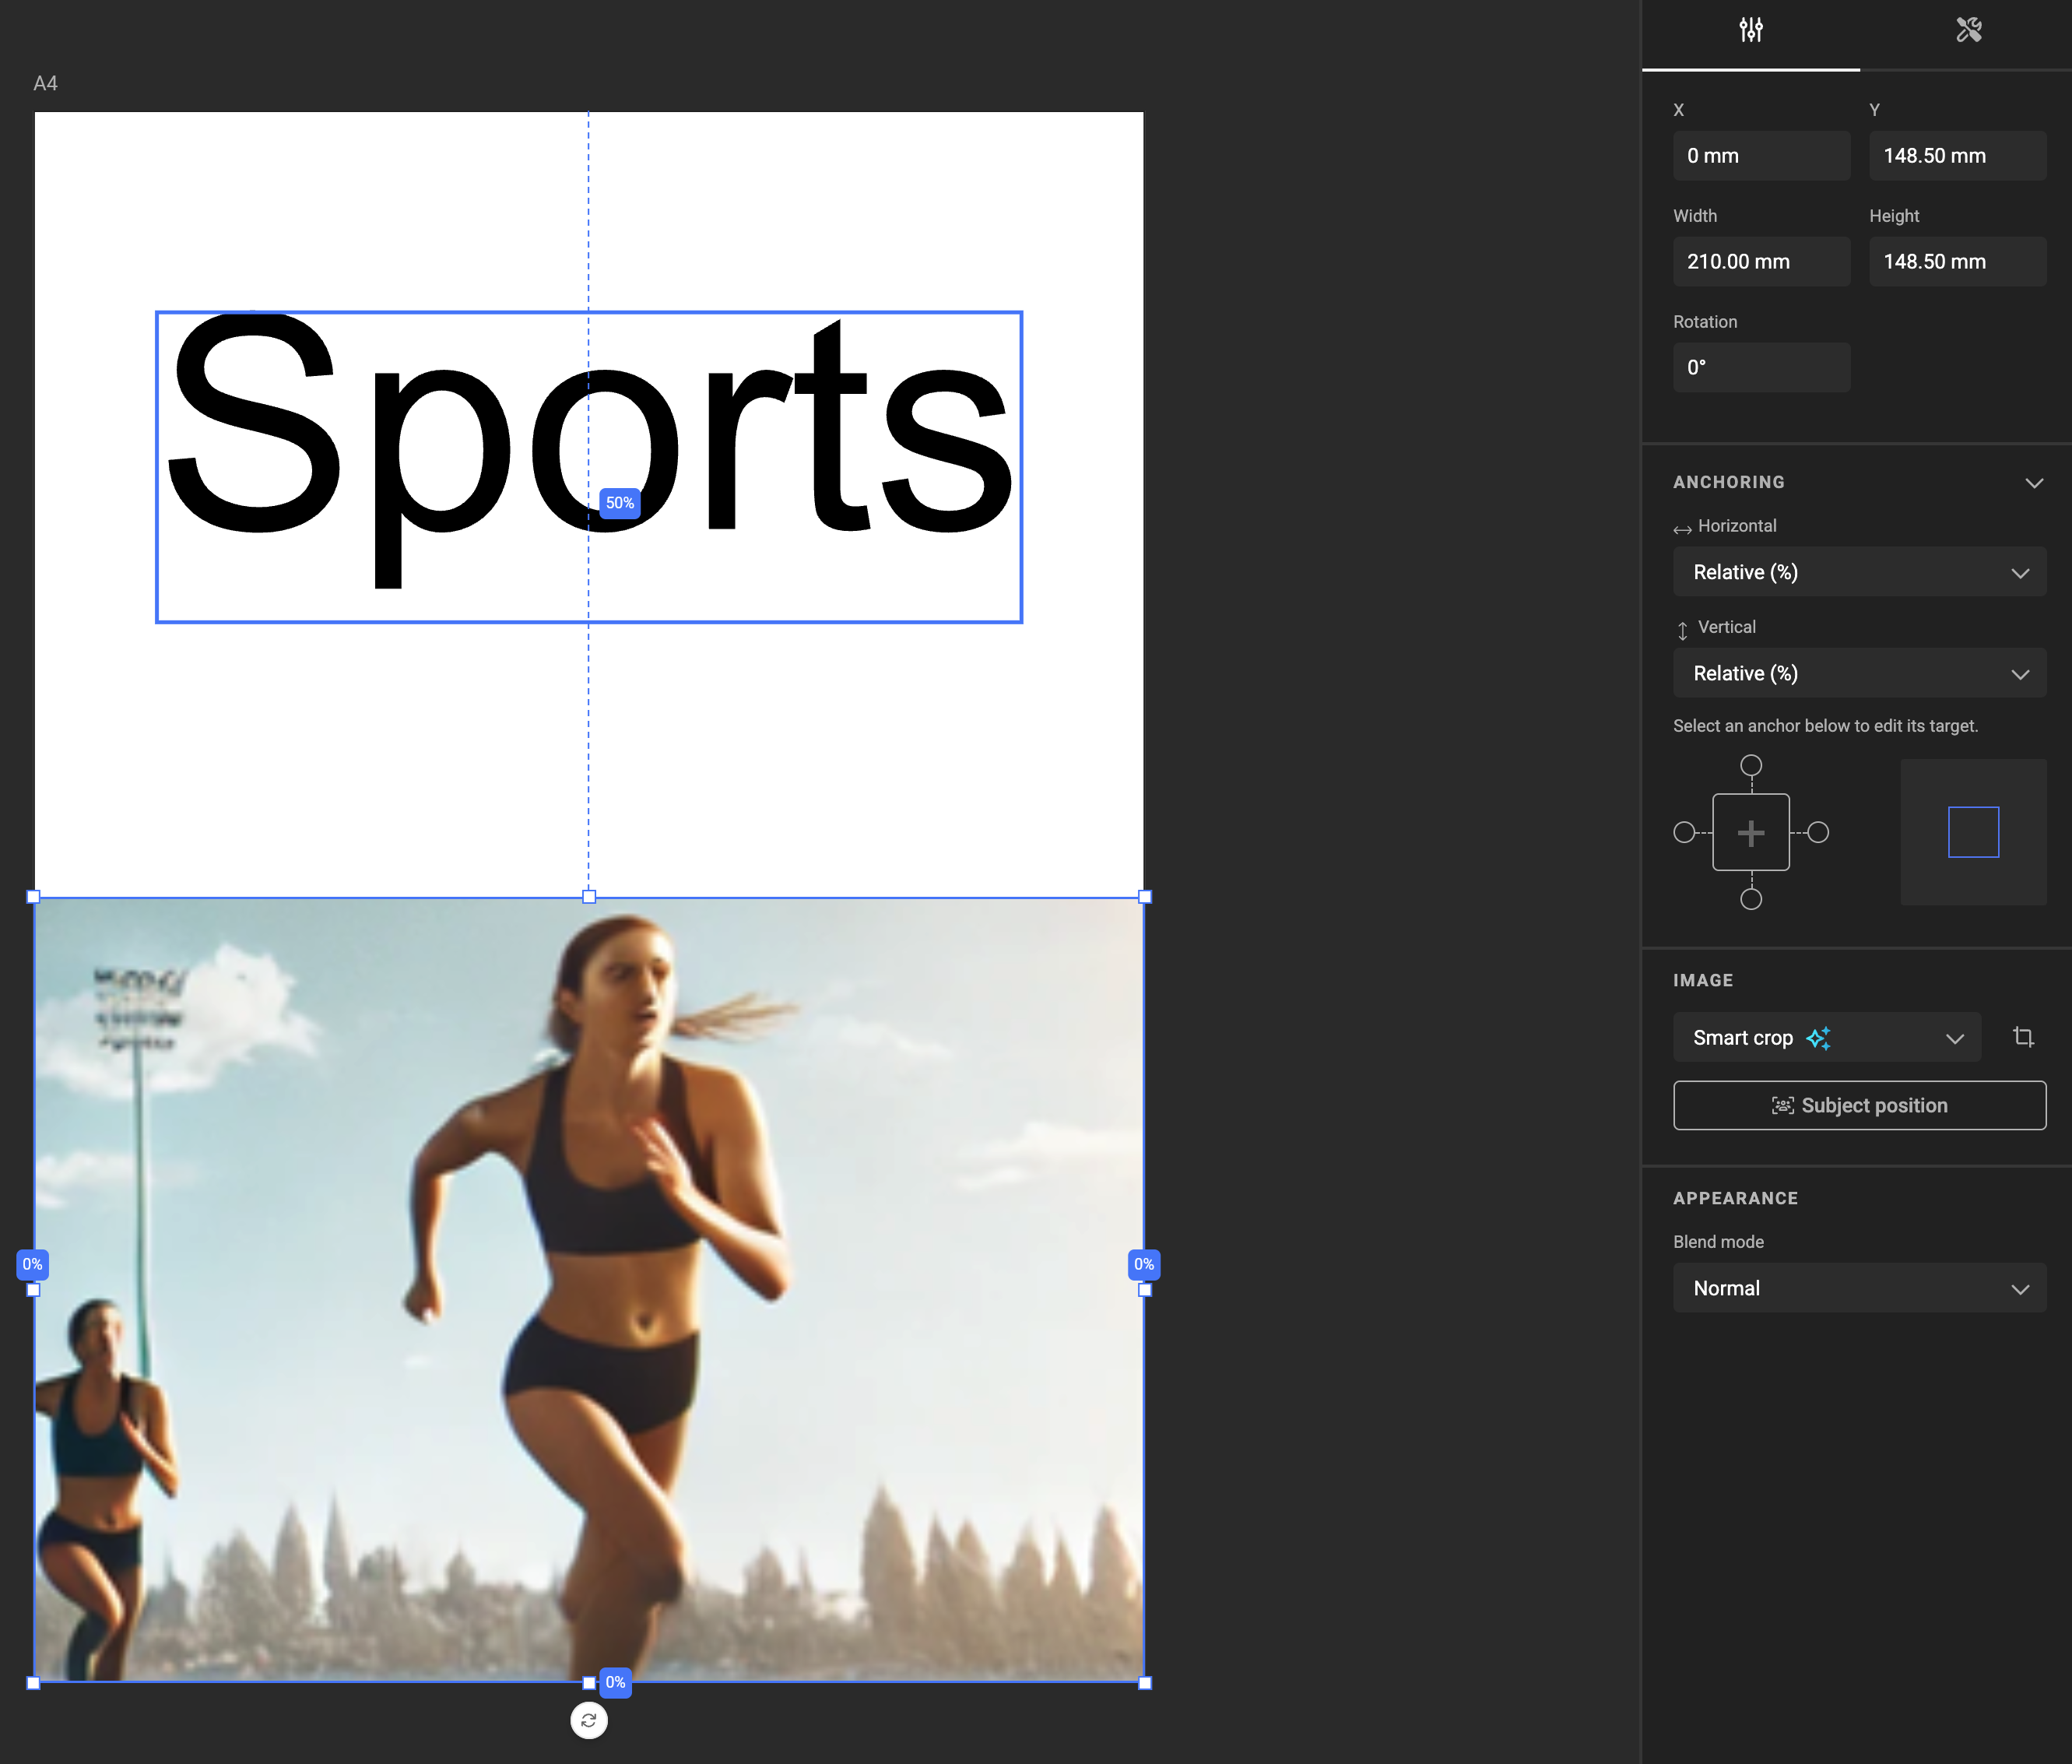 A4
Sports
50%
0%
0%
0%
X
Y
0 mm
148.50 mm
Width
Height
210.00 mm
148.50 mm
Rotation
0°
ANCHORING
Horizontal
Relative (%)
Vertical
Relative (%)
Select an anchor below to edit its target.
IMAGE
Smart crop
Subject position
APPEARANCE
Blend mode
Normal